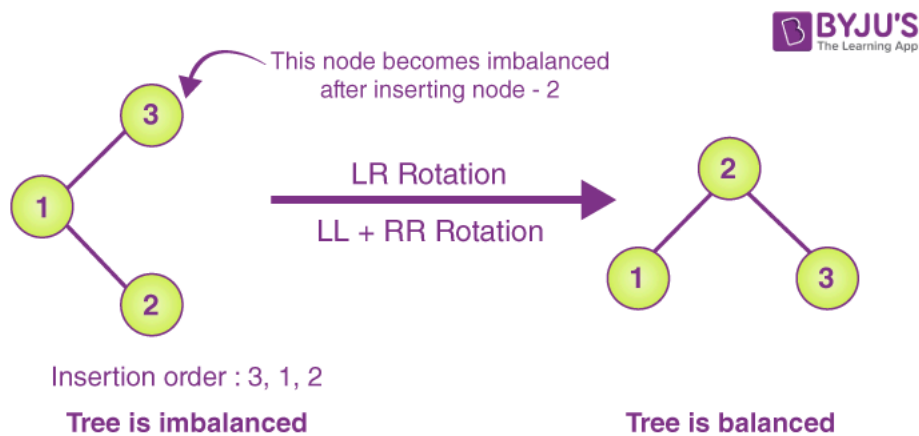 BYJU'S
The Learning App
This node becomes imbalanced
after inserting node - 2
3
1
2
LR Rotation
LL + RR Rotation
2
1
3
Insertion order : 3, 1, 2
Tree is imbalanced
Tree is balanced